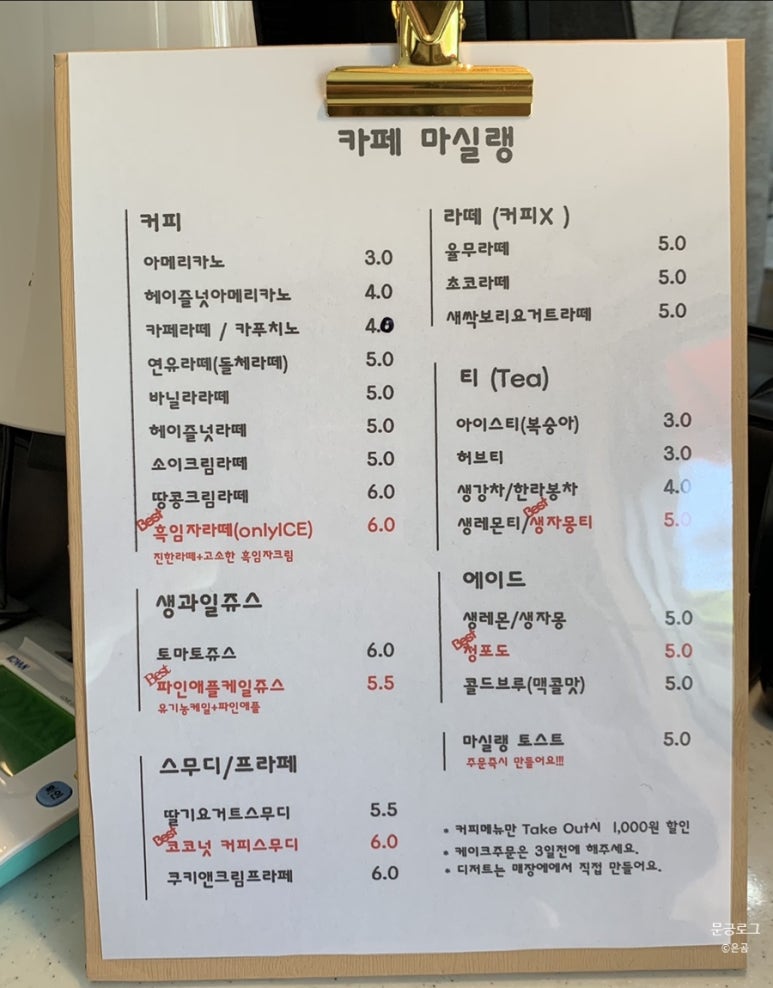 카페 마실랭
커피
아메리카노 3.0
헤이즐넛아메리카노 4.0
카페라떼 / 카푸치노 4.0
연유라떼(돌체라떼) 5.0
바닐라라떼 5.0
헤이즐넛라떼 5.0
소이크림라떼 5.0
땅콩크림라떼 6.0
Best
흑임자라떼(onlyICE) 6.0
진한라떼+고소한 흑임자크림
생과일쥬스
토마토쥬스 6.0
Best
파인애플케일쥬스 5.5
유기농케일+파인애플
스무디/프라페
딸기요거트스무디 5.5
Best
코코넛 커피스무디 6.0
쿠키앤크림프라페 6.0
라떼 (커피X )
율무라떼 5.0
초코라떼 5.0
새싹보리요거트라떼 5.0
티 (Tea)
아이스티(복숭아) 3.0
허브티 3.0
생강차/한라봉차 4.0
Best
생레몬티/생자몽티 5.0
에이드
생레몬/생자몽 5.0
Best
청포도 5.0
콜드브루(맥콜맛) 5.0
마실랭 토스트 5.0
주문즉시 만들어요!!!
* 커피메뉴만 Take Out시 1,000원 할인
* 케이크주문은 3일전에 해주세요.
* 디저트는 매장에에서 직접 만들어요.
확인
문긍로그
©은곰